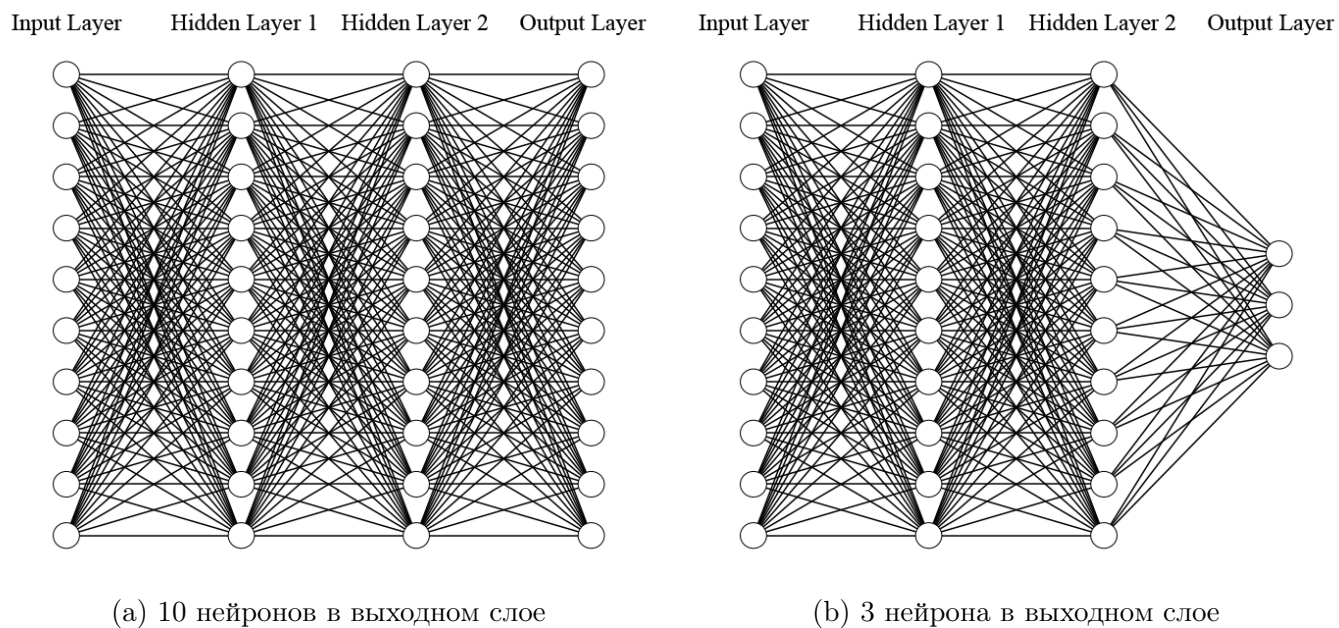 Input Layer Hidden Layer 1 Hidden Layer 2 Output Layer
Input Layer Hidden Layer 1 Hidden Layer 2 Output Layer
(a) 10 нейронов в выходном слое
(b) 3 нейрона в выходном слое